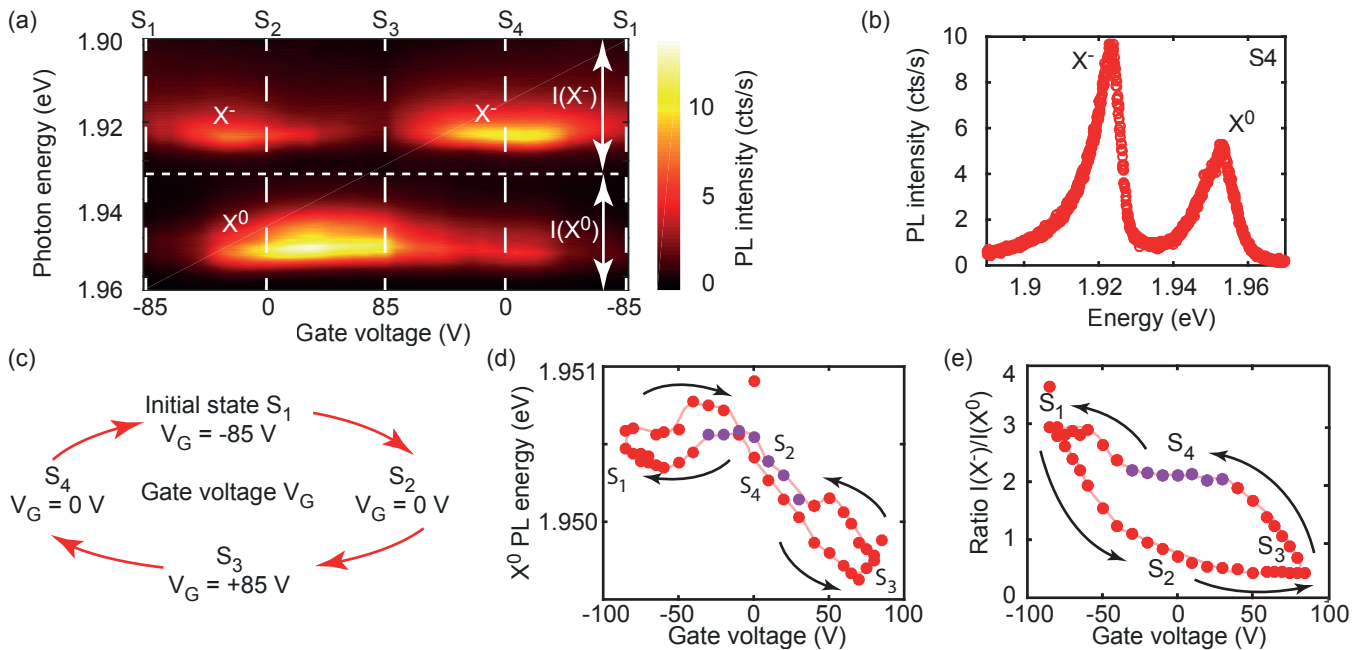 (a)
S1 S2 S3 S4 S1
1.90
1.92
1.94
1.96
Photon energy (eV)
X-
X-
X0
I(X-)
I(X0)
-85 0 85 0 -85
Gate voltage (V)
10
5
0
PL intensity (cts/s)
(b)
10
8
6
4
2
0
PL intensity (cts/s)
X-
X0
S4
1.9 1.92 1.94 1.96
Energy (eV)
(c)
Initial state S1
VG = -85 V
S4
VG = 0 V
Gate voltage VG
S2
VG = 0 V
S3
VG = +85 V
(d)
1.951
1.950
X0 PL energy (eV)
S1
S2
S4
S3
-100 -50 0 50 100
Gate voltage (V)
(e)
4
3
2
1
0
Ratio I(X-)/I(X0)
S1
S4
S2
S3
-100 -50 0 50 100
Gate voltage (V)